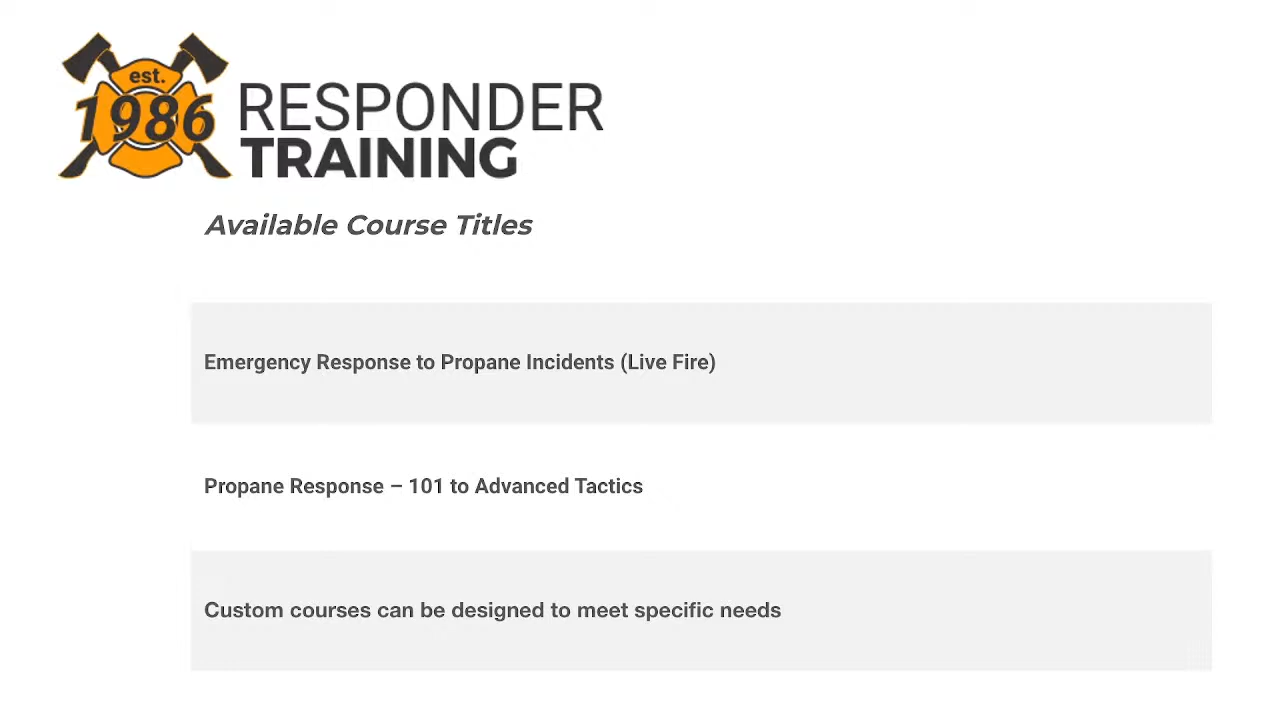 est.
1986
RESPONDER
TRAINING
Available Course Titles
Emergency Response to Propane Incidents (Live Fire)
Propane Response – 101 to Advanced Tactics
Custom courses can be designed to meet specific needs